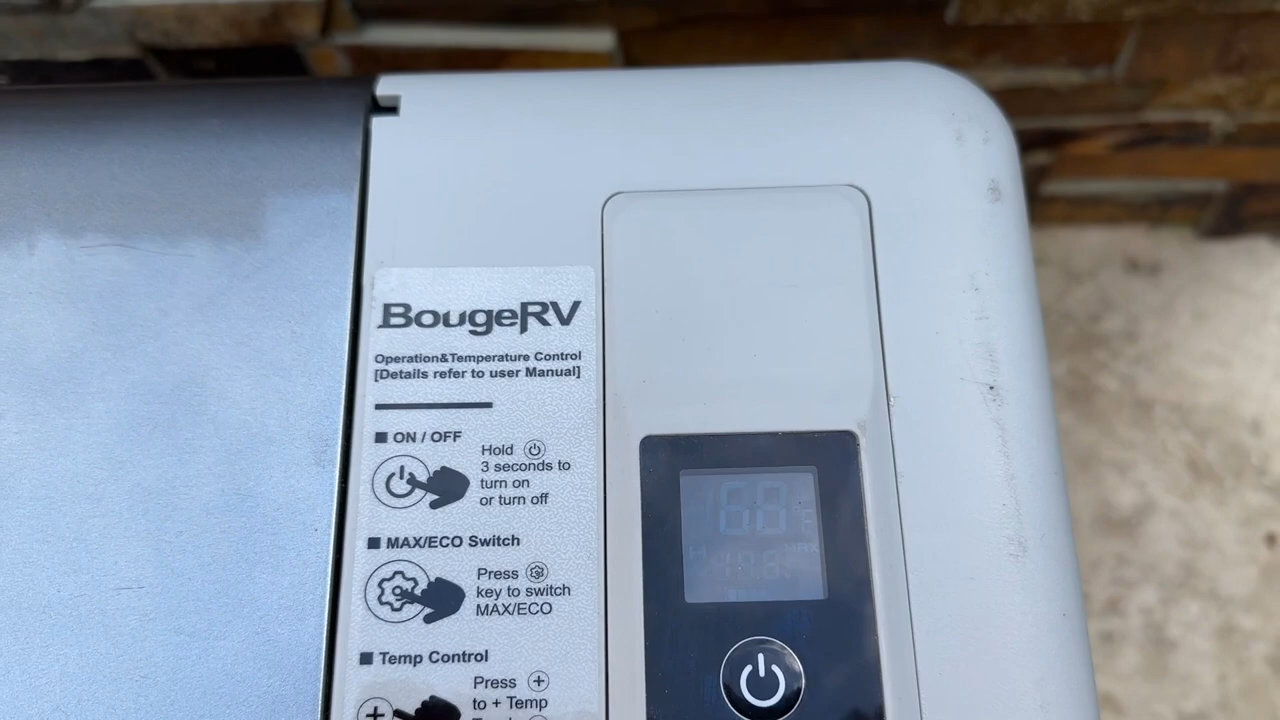 BougeRV
Operation&Temperature Control
[Details refer to user Manual]
ON / OFF
Hold
3 seconds to
turn on
or turn off
MAX/ECO Switch
Press
key to switch
MAX/ECO
Temp Control
Press +
to + Temp
+
MAX